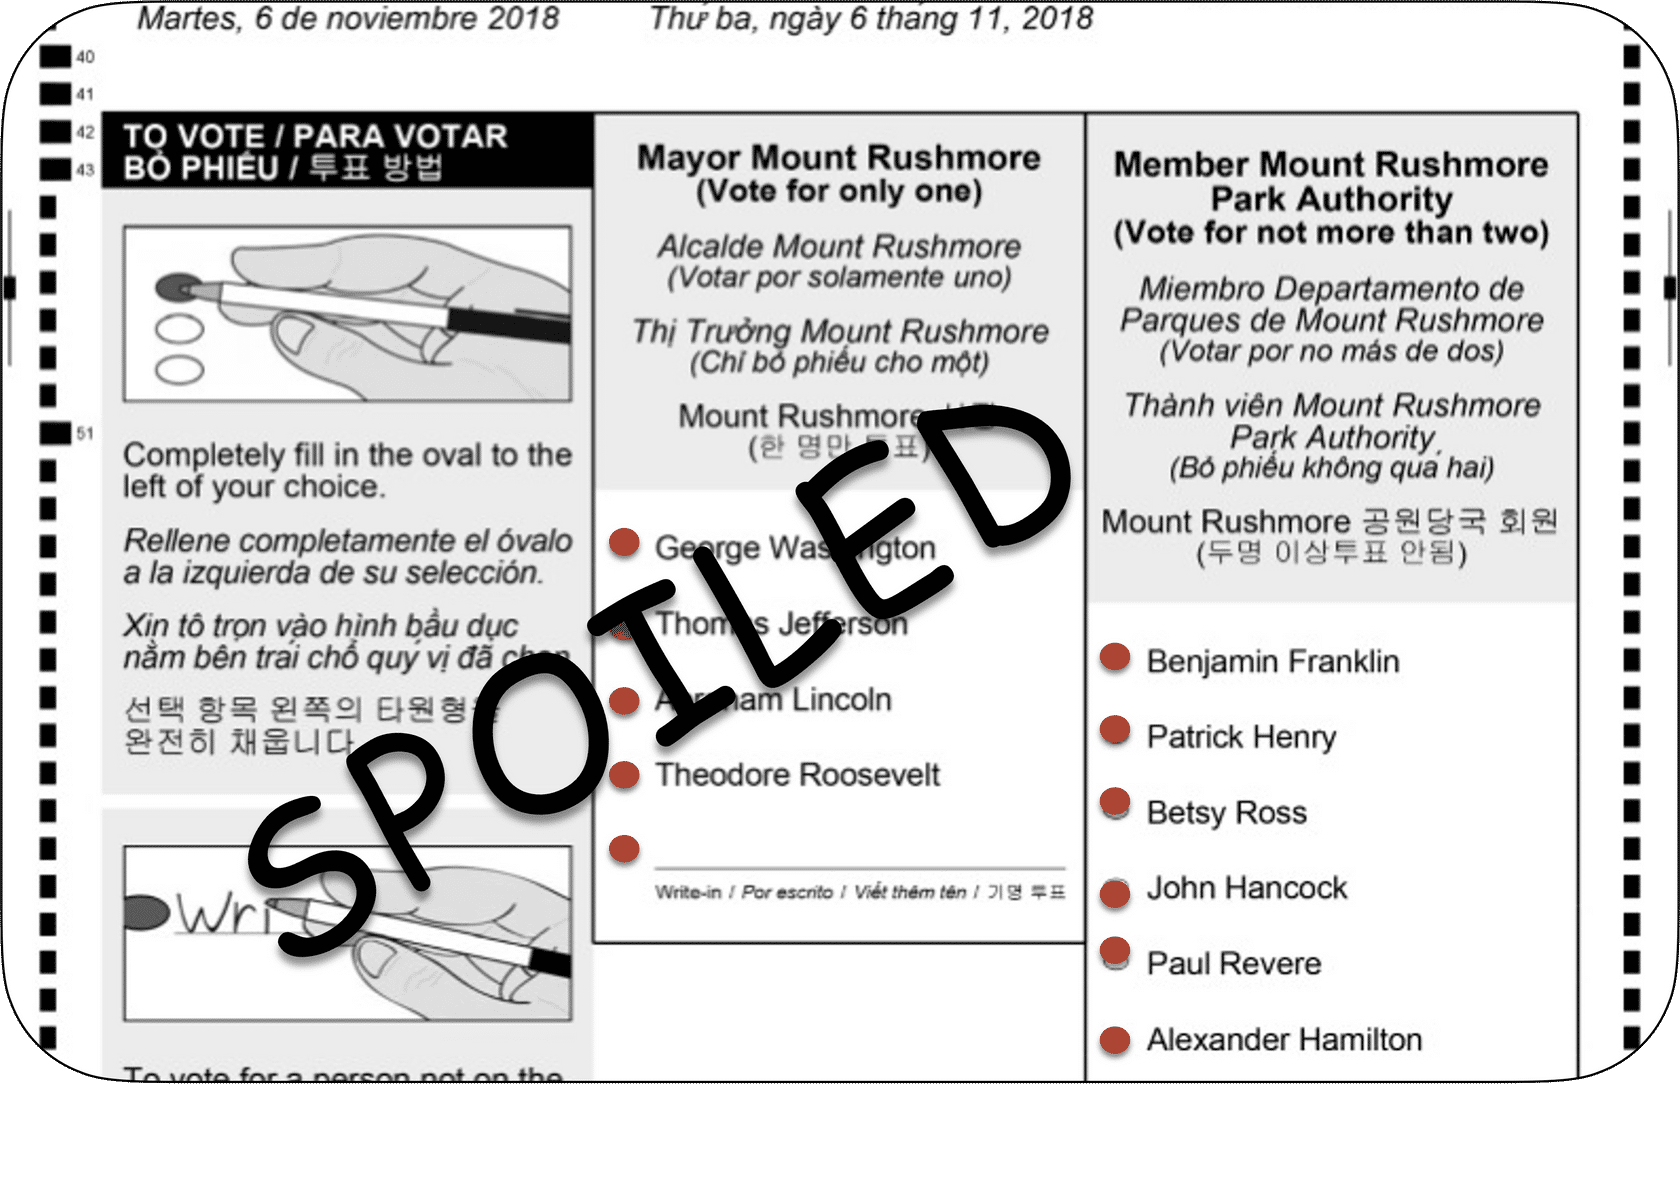 Martes, 6 de noviembre 2018
Thứ ba, ngày 6 tháng 11, 2018
40
41
42
43
51
TO VOTE / PARA VOTAR
BỎ PHIẾU / 투표 방법
Completely fill in the oval to the
left of your choice.
Rellene completamente el óvalo
a la izquierda de su selección.
Xin tô tròn vào hình bầu dục
nằm bên trái chỗ quý vị đã chọn
선택 항목 왼쪽의 타원형을
완전히 채웁니다
Wri
To vote for a person not on the
Mayor Mount Rushmore
(Vote for only one)
Alcalde Mount Rushmore
(Votar por solamente uno)
Thị Trưởng Mount Rushmore
(Chỉ bỏ phiếu cho một)
Mount Rushmore
(한 명만 투표)
George Washington
Thomas Jefferson
Abraham Lincoln
Theodore Roosevelt
Write-in / Por escrito / Viết thêm tên / 기명 투표
Member Mount Rushmore
Park Authority
(Vote for not more than two)
Miembro Departamento de
Parques de Mount Rushmore
(Votar por no más de dos)
Thành viên Mount Rushmore
Park Authority
(Bỏ phiếu không quá hai)
Mount Rushmore 공원당국 회원
(두명 이상투표 안됨)
Benjamin Franklin
Patrick Henry
Betsy Ross
John Hancock
Paul Revere
Alexander Hamilton
SPOILED